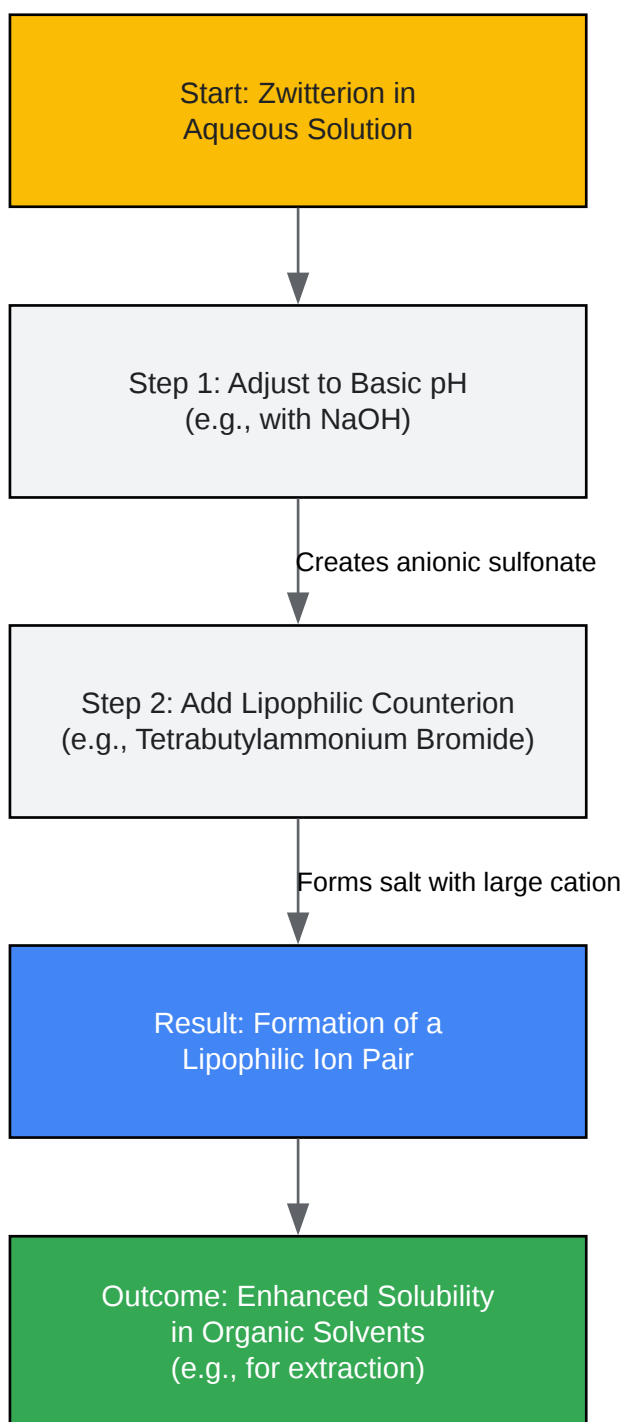 Start: Zwitterion in
Aqueous Solution
Step 1: Adjust to Basic pH
(e.g., with NaOH)
Creates anionic sulfonate
Step 2: Add Lipophilic Counterion
(e.g., Tetrabutylammonium Bromide)
Forms salt with large cation
Result: Formation of a
Lipophilic Ion Pair
Outcome: Enhanced Solubility
in Organic Solvents
(e.g., for extraction)